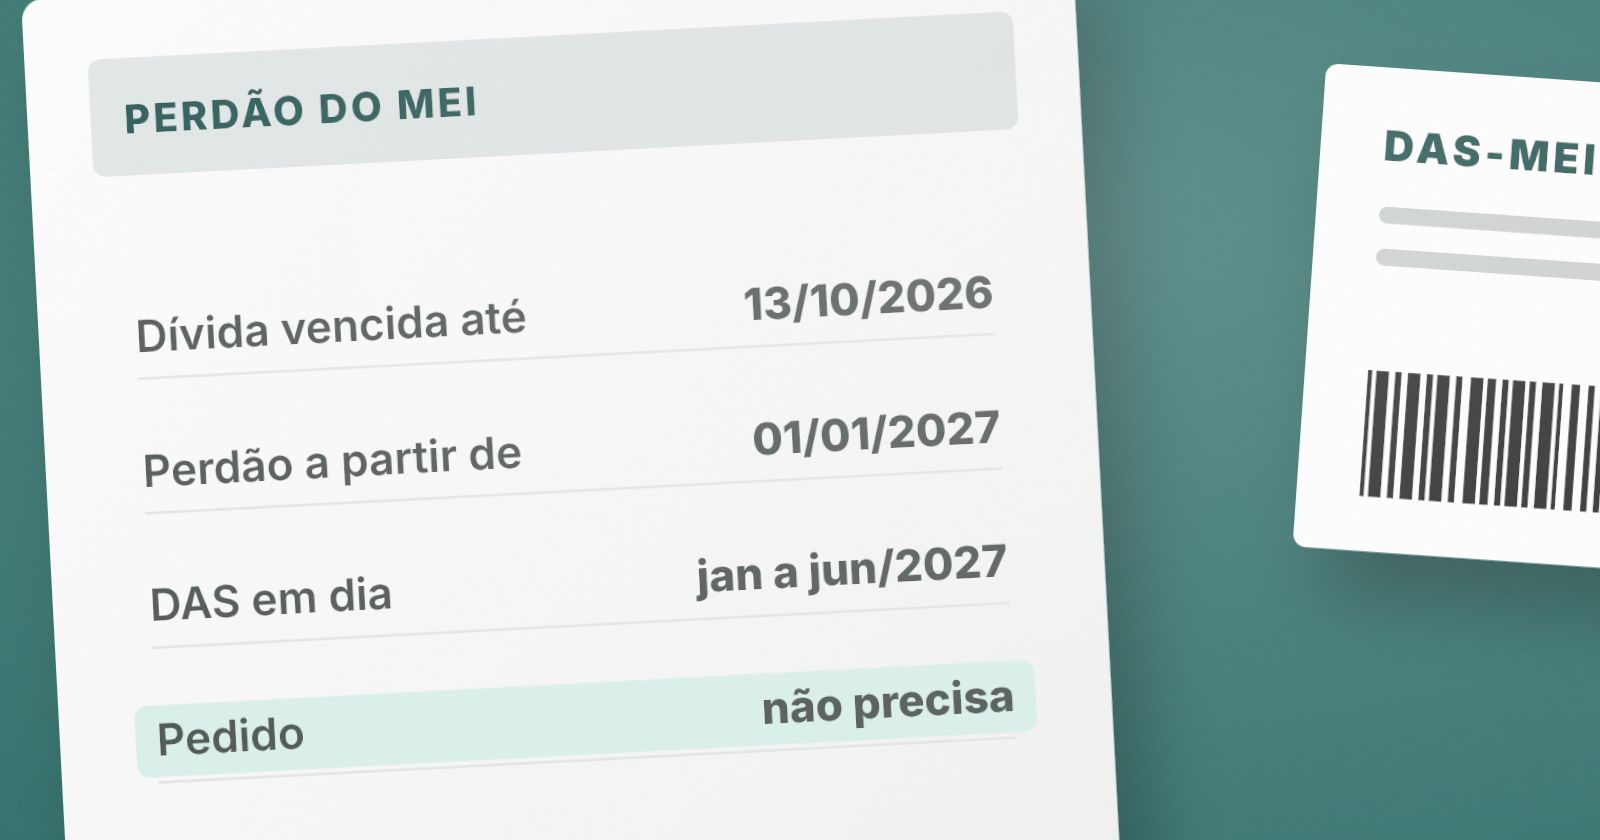 PERDÃO DO MEI
Dívida vencida até 13/10/2026
Perdão a partir de 01/01/2027
DAS em dia jan a jun/2027
Pedido não precisa
DAS-MEI